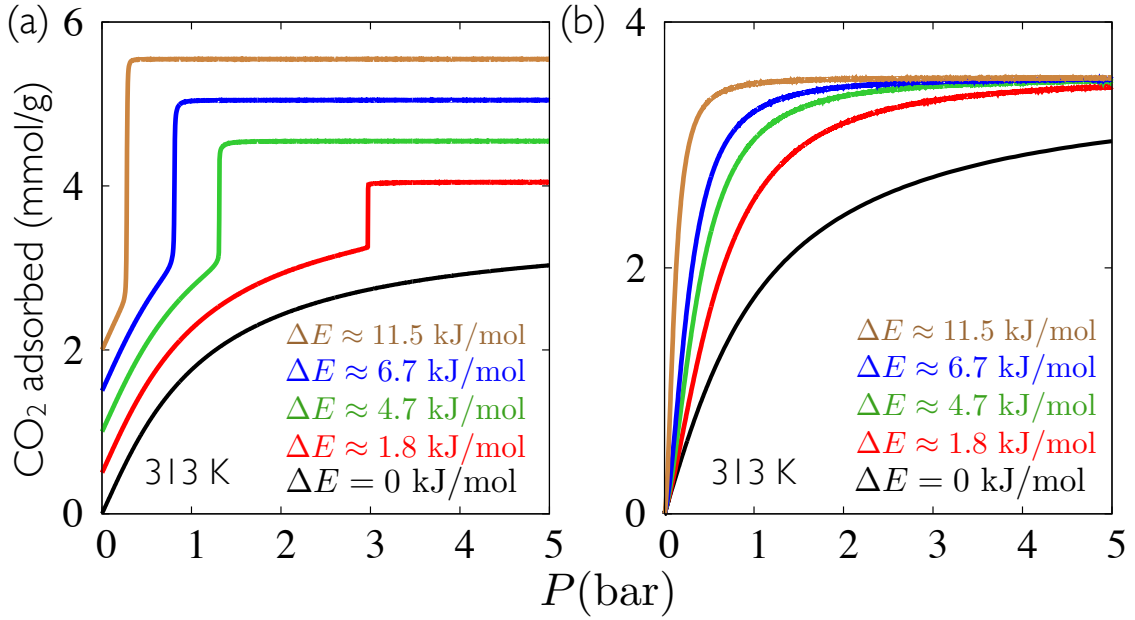 (a)
(b)
CO₂ adsorbed (mmol/g)
6
4
2
0
ΔE ≈ 11.5 kJ/mol
ΔE ≈ 6.7 kJ/mol
ΔE ≈ 4.7 kJ/mol
ΔE ≈ 1.8 kJ/mol
ΔE = 0 kJ/mol
313 K
0 1 2 3 4 5
4
2
0
ΔE ≈ 11.5 kJ/mol
ΔE ≈ 6.7 kJ/mol
ΔE ≈ 4.7 kJ/mol
ΔE ≈ 1.8 kJ/mol
ΔE = 0 kJ/mol
313 K
0 1 2 3 4 5
P(bar)